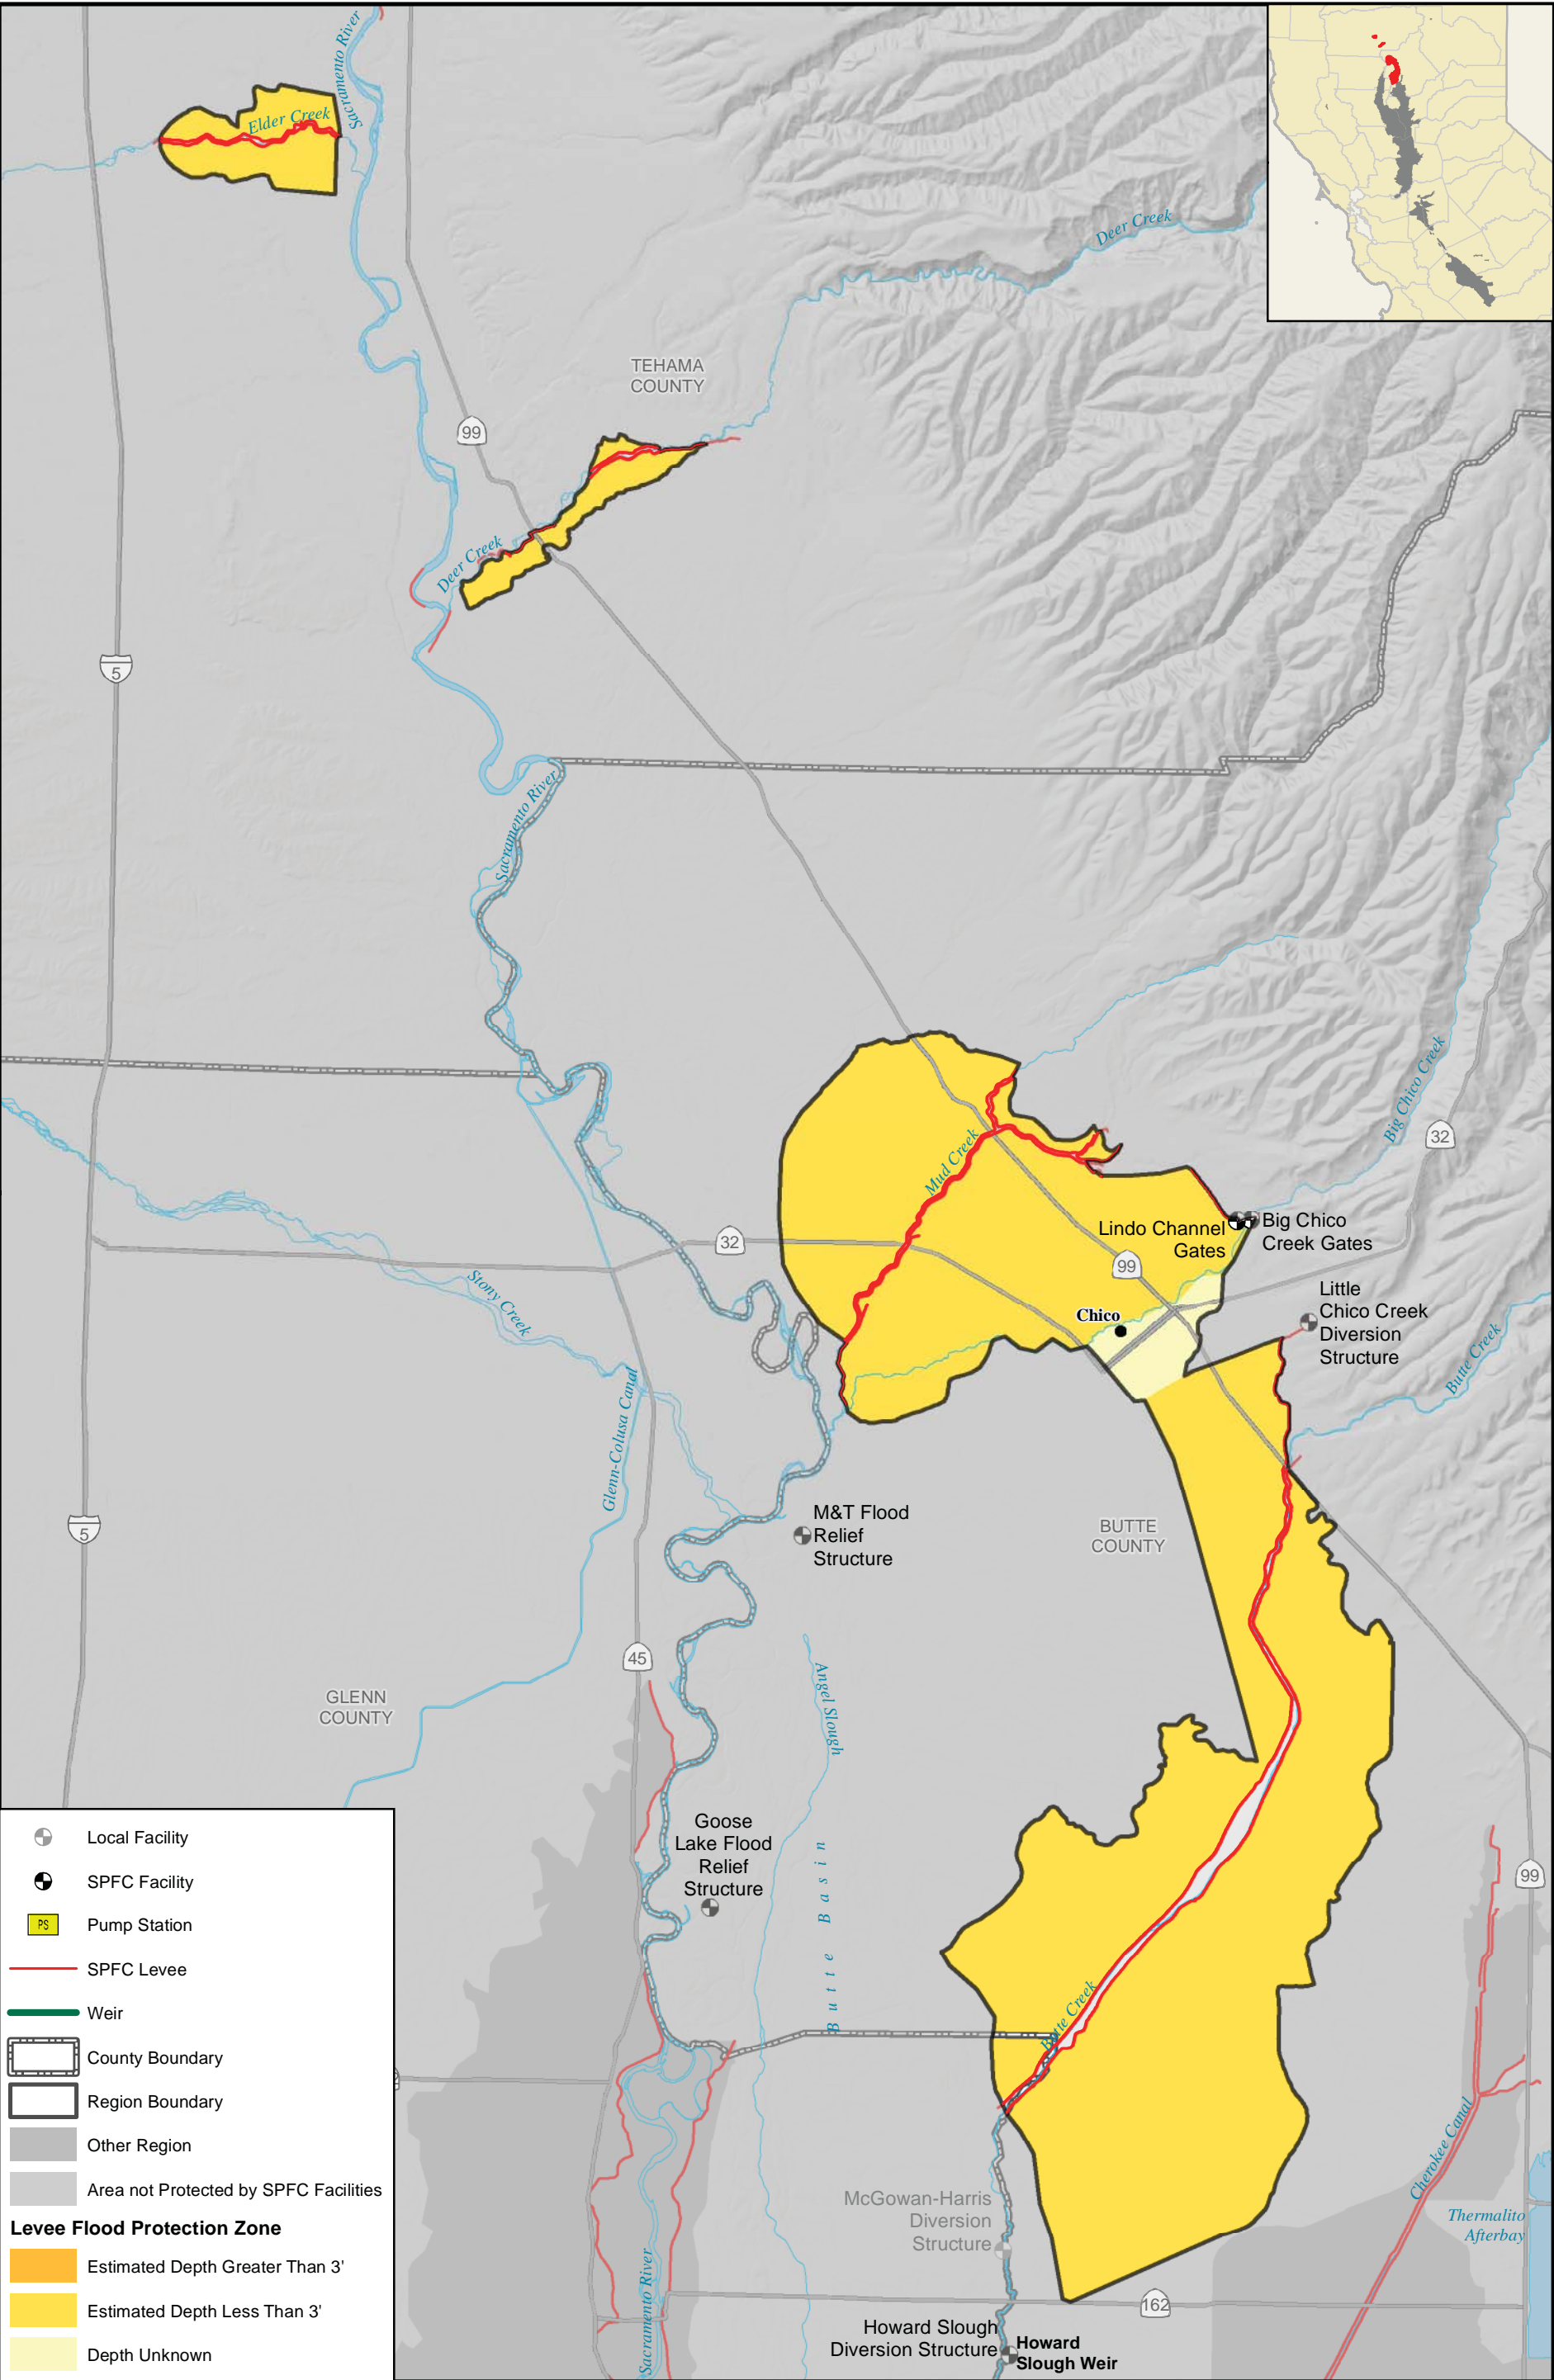 Sacramento River
Elder Creek
Deer Creek
TEHAMA
COUNTY
99
Deer Creek
5
Sacramento River
Big Chico Creek
32
Mud Creek
Lindo Channel
Gates
Big Chico
Creek Gates
32
99
Little
Chico Creek
Diversion
Structure
Chico
Stony Creek
Butte Creek
Glenn-Colusa Canal
M&T Flood
Relief
Structure
BUTTE
COUNTY
5
45
Angel Slough
GLENN
COUNTY
Goose
Lake Flood
Relief
Structure
Butte Basin
99
Butte Creek
Cherokee Canal
McGowan-Harris
Diversion
Structure
Thermalito
Afterbay
162
Sacramento River
Howard Slough
Diversion Structure
Howard
Slough Weir
Local Facility
SPFC Facility
PS
Pump Station
SPFC Levee
Weir
County Boundary
Region Boundary
Other Region
Area not Protected by SPFC Facilities
Levee Flood Protection Zone
Estimated Depth Greater Than 3'
Estimated Depth Less Than 3'
Depth Unknown